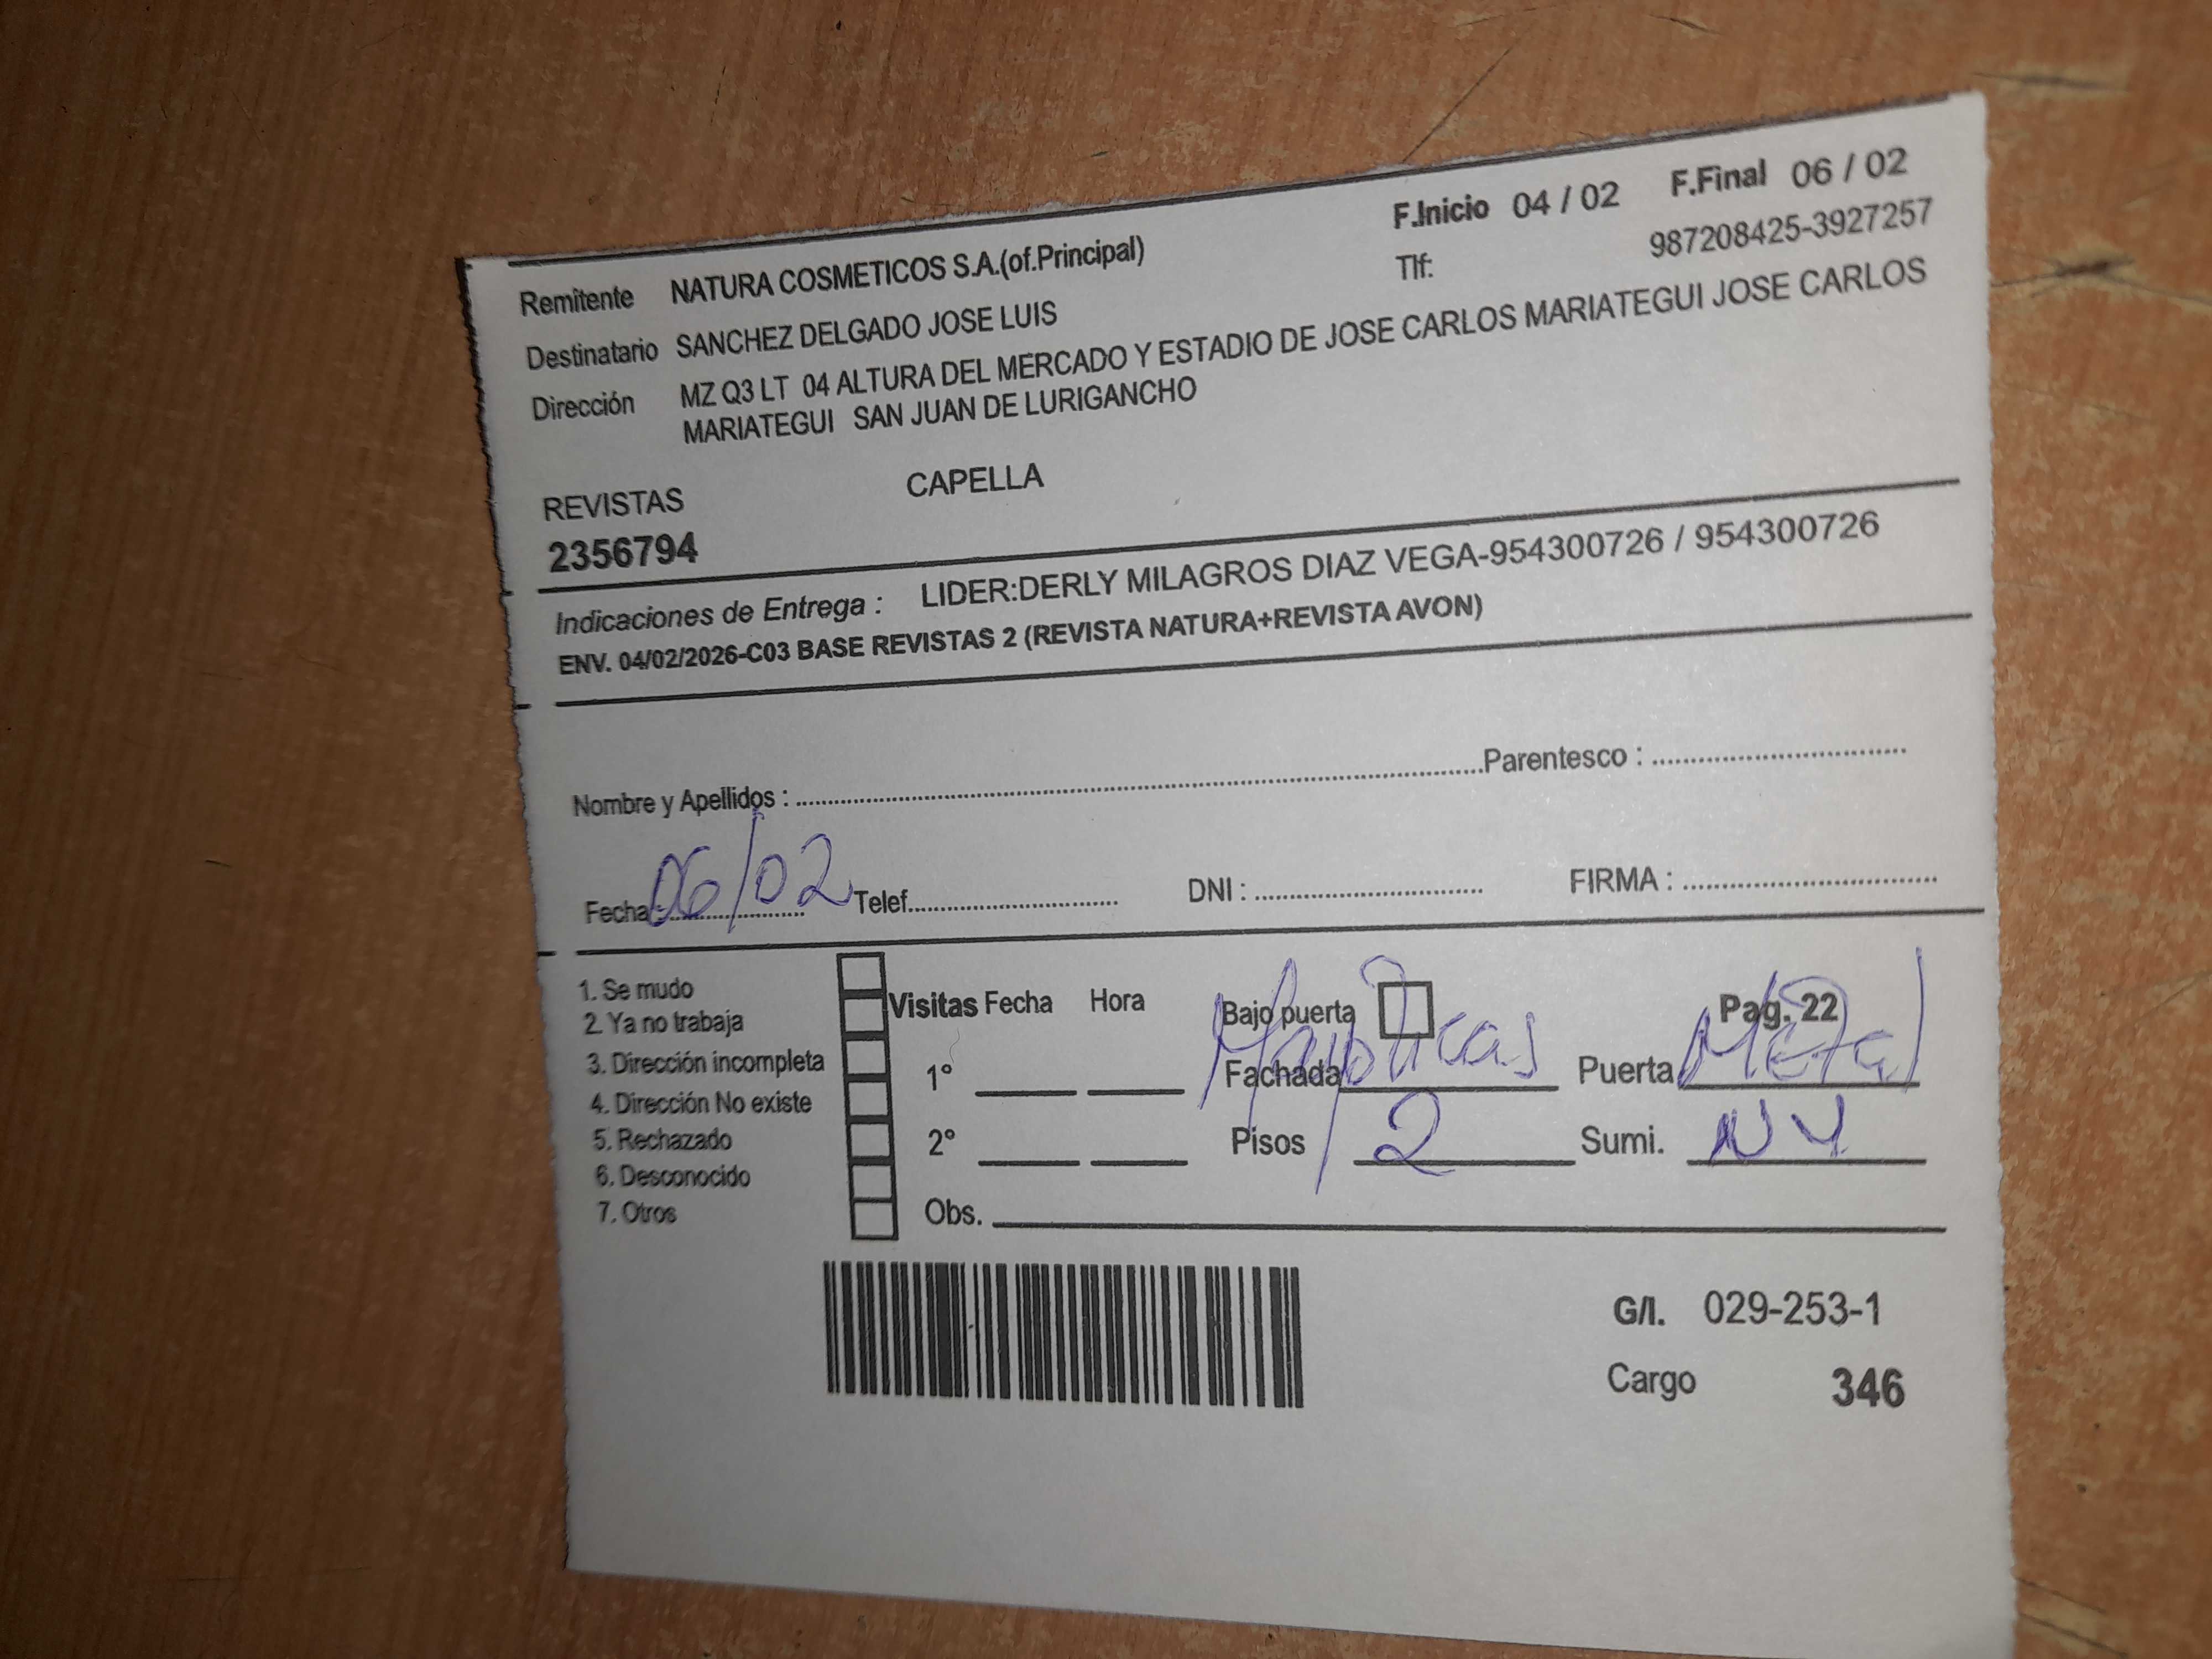 F.Inicio 04 / 02 F.Final 06 / 02
Remitente NATURA COSMETICOS S.A.(of.Principal) Tlf: 987208425-3927257
Destinatario SANCHEZ DELGADO JOSE LUIS
Dirección MZ Q3 LT 04 ALTURA DEL MERCADO Y ESTADIO DE JOSE CARLOS MARIATEGUI JOSE CARLOS
MARIATEGUI SAN JUAN DE LURIGANCHO
REVISTAS CAPELLA
2356794
Indicaciones de Entrega : LIDER:DERLY MILAGROS DIAZ VEGA-954300726 / 954300726
ENV. 04/02/2026-C03 BASE REVISTAS 2 (REVISTA NATURA+REVISTA AVON)
Nombre y Apellidos : Parentesco :
Fecha : 06/02 Telef. DNI : FIRMA :
1. Se mudo
2. Ya no trabaja
3. Dirección incompleta
4. Dirección No existe
5. Rechazado
6. Desconocido
7. Otros
Visitas Fecha Hora Bajo puerta Pag. 22
1° Fachada Mayolicas Puerta Metal
2° Pisos 2 Sumi. NY
Obs.
G/I. 029-253-1
Cargo 346